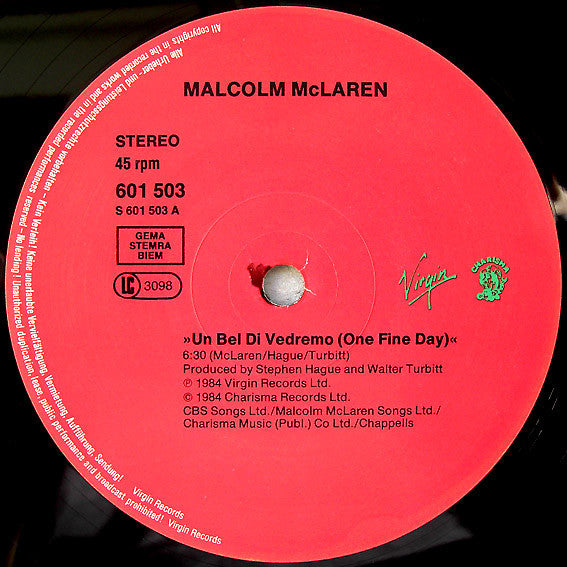 MALCOLM McLAREN
STEREO
45 rpm
601 503
S 601 503 A
GEMA
STEMRA
BIEM
LC 3098
Virgin
CHARISMA
»Un Bel Di Vedremo (One Fine Day)«
6:30 (McLaren/Hague/Turbitt)
Produced by Stephen Hague and Walter Turbitt
℗ 1984 Virgin Records Ltd.
© 1984 Charisma Records Ltd.
CBS Songs Ltd./Malcolm McLaren Songs Ltd./
Charisma Music (Publ.) Co Ltd./Chappells
Alle Urheber- und Leistungsschutzrechte vorbehalten – Kein Verleih! Keine unerlaubte Vervielfältigung, Vermietung, Aufführung, Sendung! Virgin Records
All copyrights in the recorded works and in the recorded performances reserved – No lending! Unauthorized duplication, lease, public performance and broadcast prohibited! Virgin Records